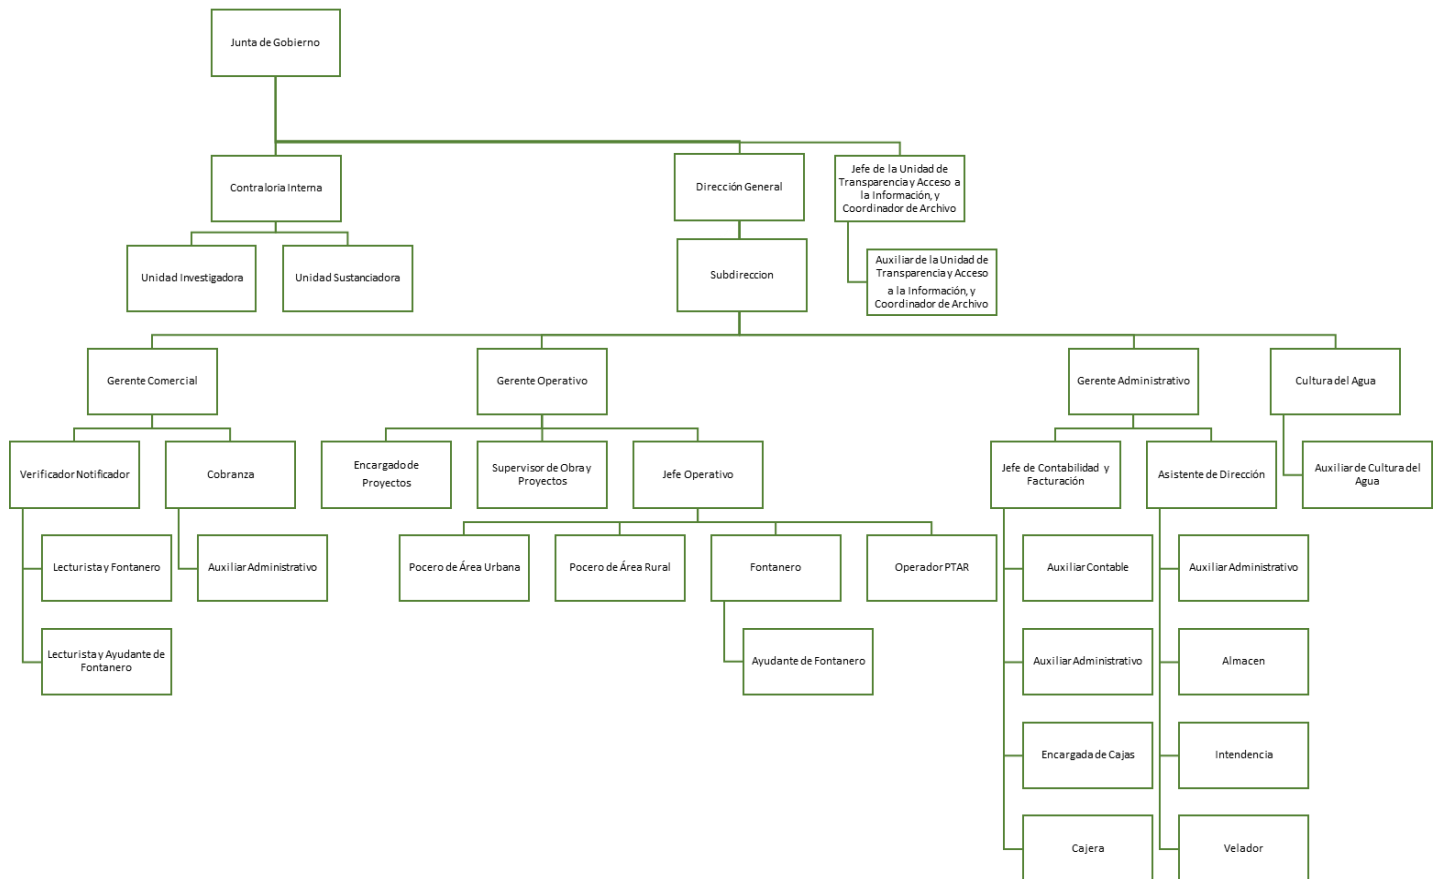 Junta de Gobierno
Contraloria Interna
Dirección General
Jefe de la Unidad de
Transparencia y Acceso a
la Información, y
Coordinador de Archivo
Unidad Investigadora
Unidad Sustanciadora
Subdireccion
Auxiliar de la Unidad de
Transparencia y Acceso
a la Información, y
Coordinador de Archivo
Gerente Comercial
Gerente Operativo
Gerente Administrativo
Cultura del Agua
Verificador Notificador
Cobranza
Encargado de
Proyectos
Supervisor de Obra y
Proyectos
Jefe Operativo
Jefe de Contabilidad y
Facturación
Asistente de Dirección
Auxiliar de Cultura del
Agua
Lecturista y Fontanero
Auxiliar Administrativo
Pocero de Área Urbana
Pocero de Área Rural
Fontanero
Operador PTAR
Auxiliar Contable
Auxiliar Administrativo
Lecturista y Ayudante de
Fontanero
Ayudante de Fontanero
Auxiliar Administrativo
Almacen
Encargada de Cajas
Intendencia
Cajera
Velador